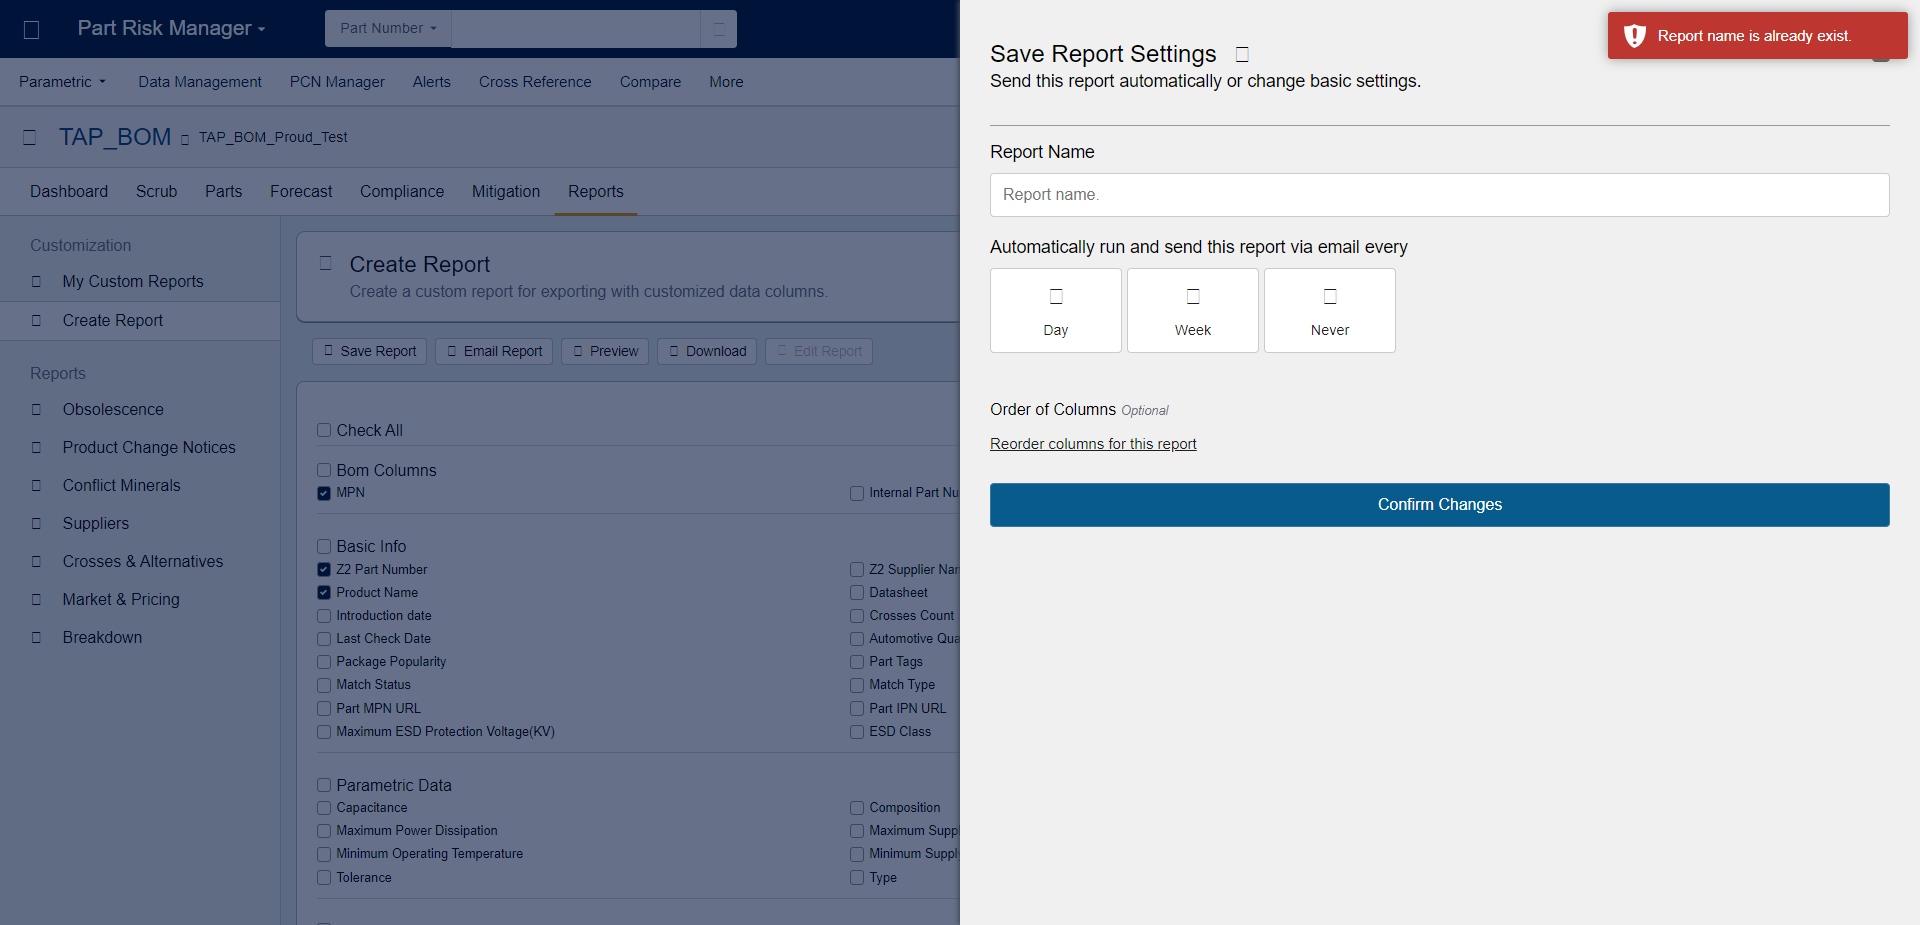 Part Risk Manager
Part Number
Parametric
Data Management
PCN Manager
Alerts
Cross Reference
Compare
More
TAP_BOM
TAP_BOM_Proud_Test
Dashboard
Scrub
Parts
Forecast
Compliance
Mitigation
Reports
Customization
My Custom Reports
Create Report
Reports
Obsolescence
Product Change Notices
Conflict Minerals
Suppliers
Crosses & Alternatives
Market & Pricing
Breakdown
Create Report
Create a custom report for exporting with customized data columns.
Save Report
Email Report
Preview
Download
Edit Report
Check All
Bom Columns
MPN
Internal Part Nu
Basic Info
Z2 Part Number
Z2 Supplier Nar
Product Name
Datasheet
Introduction date
Crosses Count
Last Check Date
Automotive Qua
Package Popularity
Part Tags
Match Status
Match Type
Part MPN URL
Part IPN URL
Maximum ESD Protection Voltage(KV)
ESD Class
Parametric Data
Capacitance
Composition
Maximum Power Dissipation
Maximum Suppl
Minimum Operating Temperature
Minimum Supply
Tolerance
Type
Save Report Settings
Send this report automatically or change basic settings.
Report name is already exist.
Report Name
Report name.
Automatically run and send this report via email every
Day
Week
Never
Order of Columns Optional
Reorder columns for this report
Confirm Changes